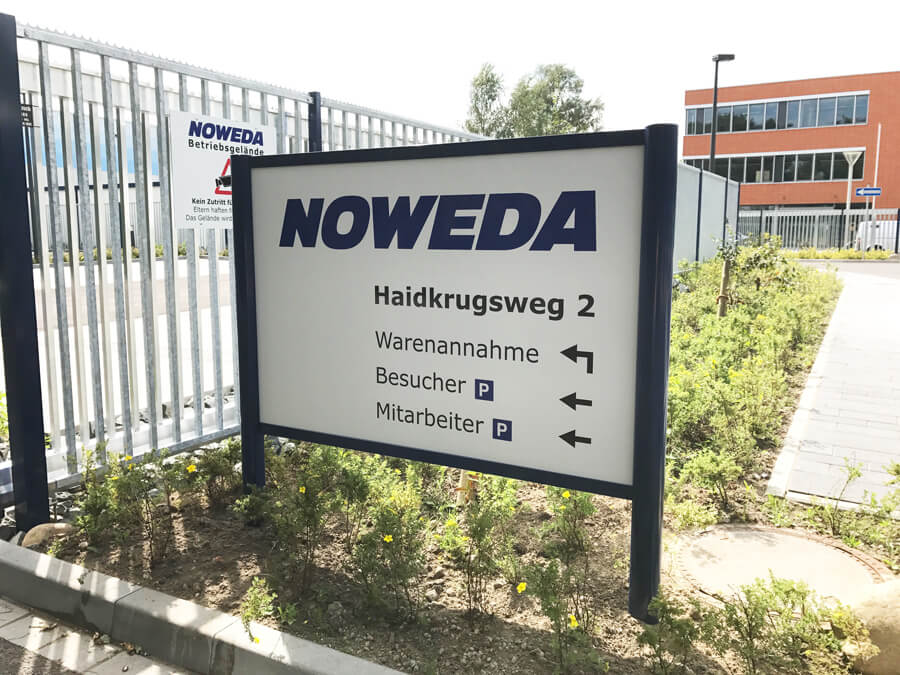 NOWEDA
Betriebsgelände
Kein Zutritt
Eltern haften
Das Gelände wird
NOWEDA
Haidkrugsweg 2
Warenannahme
Besucher P
Mitarbeiter P